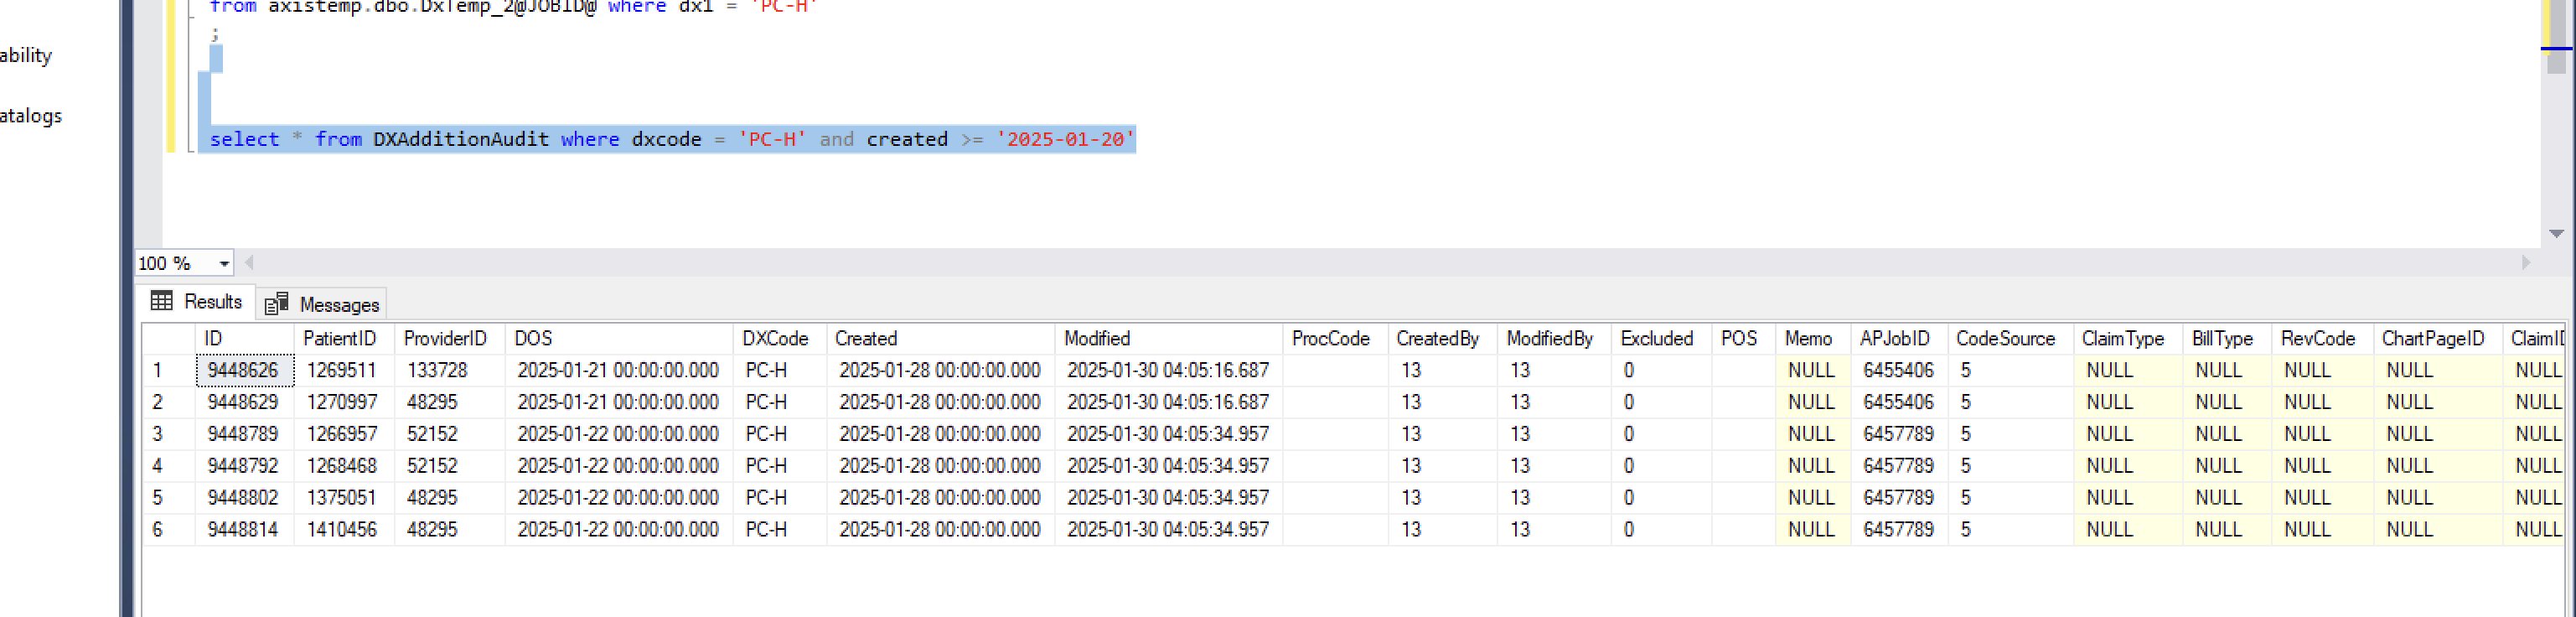 from axistemp.dbo.DxTemp_2@JOBID@ where dx1 = 'PC-H'
;
ability
atalogs
select * from DXAdditionAudit where dxcode = 'PC-H' and created >= '2025-01-20'
100 %
Results Messages
ID PatientID ProviderID DOS DXCode Created Modified ProcCode CreatedBy ModifiedBy Excluded POS Memo APJobID CodeSource ClaimType BillType RevCode ChartPageID ClaimID
1 9448626 1269511 133728 2025-01-21 00:00:00.000 PC-H 2025-01-28 00:00:00.000 2025-01-30 04:05:16.687 13 13 0 NULL 6455406 5 NULL NULL NULL NULL NULL
2 9448629 1270997 48295 2025-01-21 00:00:00.000 PC-H 2025-01-28 00:00:00.000 2025-01-30 04:05:16.687 13 13 0 NULL 6455406 5 NULL NULL NULL NULL NULL
3 9448789 1266957 52152 2025-01-22 00:00:00.000 PC-H 2025-01-28 00:00:00.000 2025-01-30 04:05:34.957 13 13 0 NULL 6457789 5 NULL NULL NULL NULL NULL
4 9448792 1268468 52152 2025-01-22 00:00:00.000 PC-H 2025-01-28 00:00:00.000 2025-01-30 04:05:34.957 13 13 0 NULL 6457789 5 NULL NULL NULL NULL NULL
5 9448802 1375051 48295 2025-01-22 00:00:00.000 PC-H 2025-01-28 00:00:00.000 2025-01-30 04:05:34.957 13 13 0 NULL 6457789 5 NULL NULL NULL NULL NULL
6 9448814 1410456 48295 2025-01-22 00:00:00.000 PC-H 2025-01-28 00:00:00.000 2025-01-30 04:05:34.957 13 13 0 NULL 6457789 5 NULL NULL NULL NULL NULL